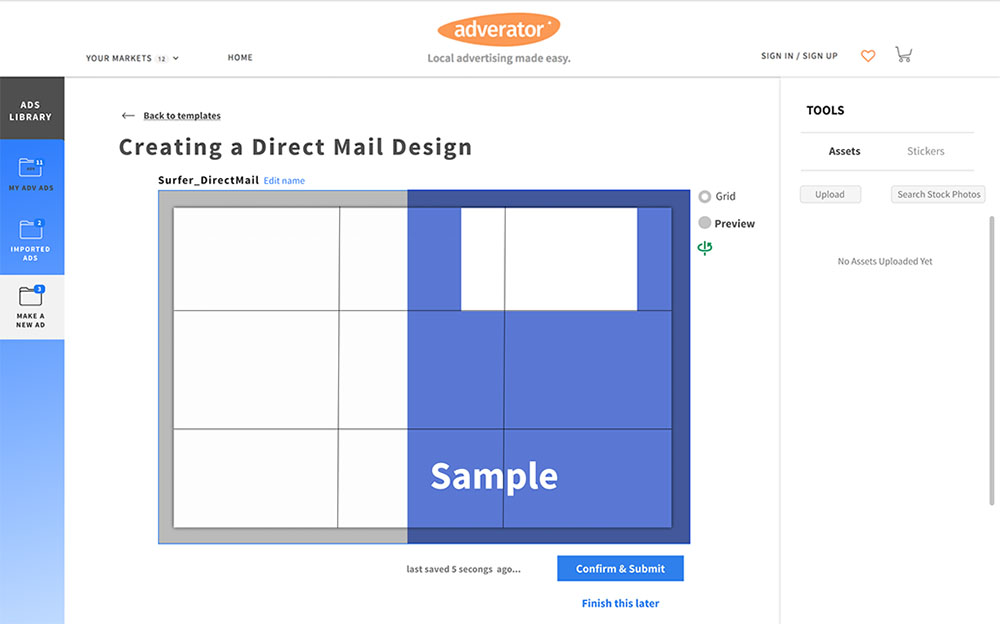 adverator
Local advertising made easy.
YOUR MARKETS 12
HOME
SIGN IN / SIGN UP
ADS
LIBRARY
11
MY ADV ADS
2
IMPORTED
ADS
3
MAKE A
NEW AD
Back to templates
Creating a Direct Mail Design
Surfer_DirectMail Edit name
Grid
Preview
Sample
last saved 5 secongs ago...
Confirm & Submit
Finish this later
TOOLS
Assets Stickers
Upload Search Stock Photos
No Assets Uploaded Yet